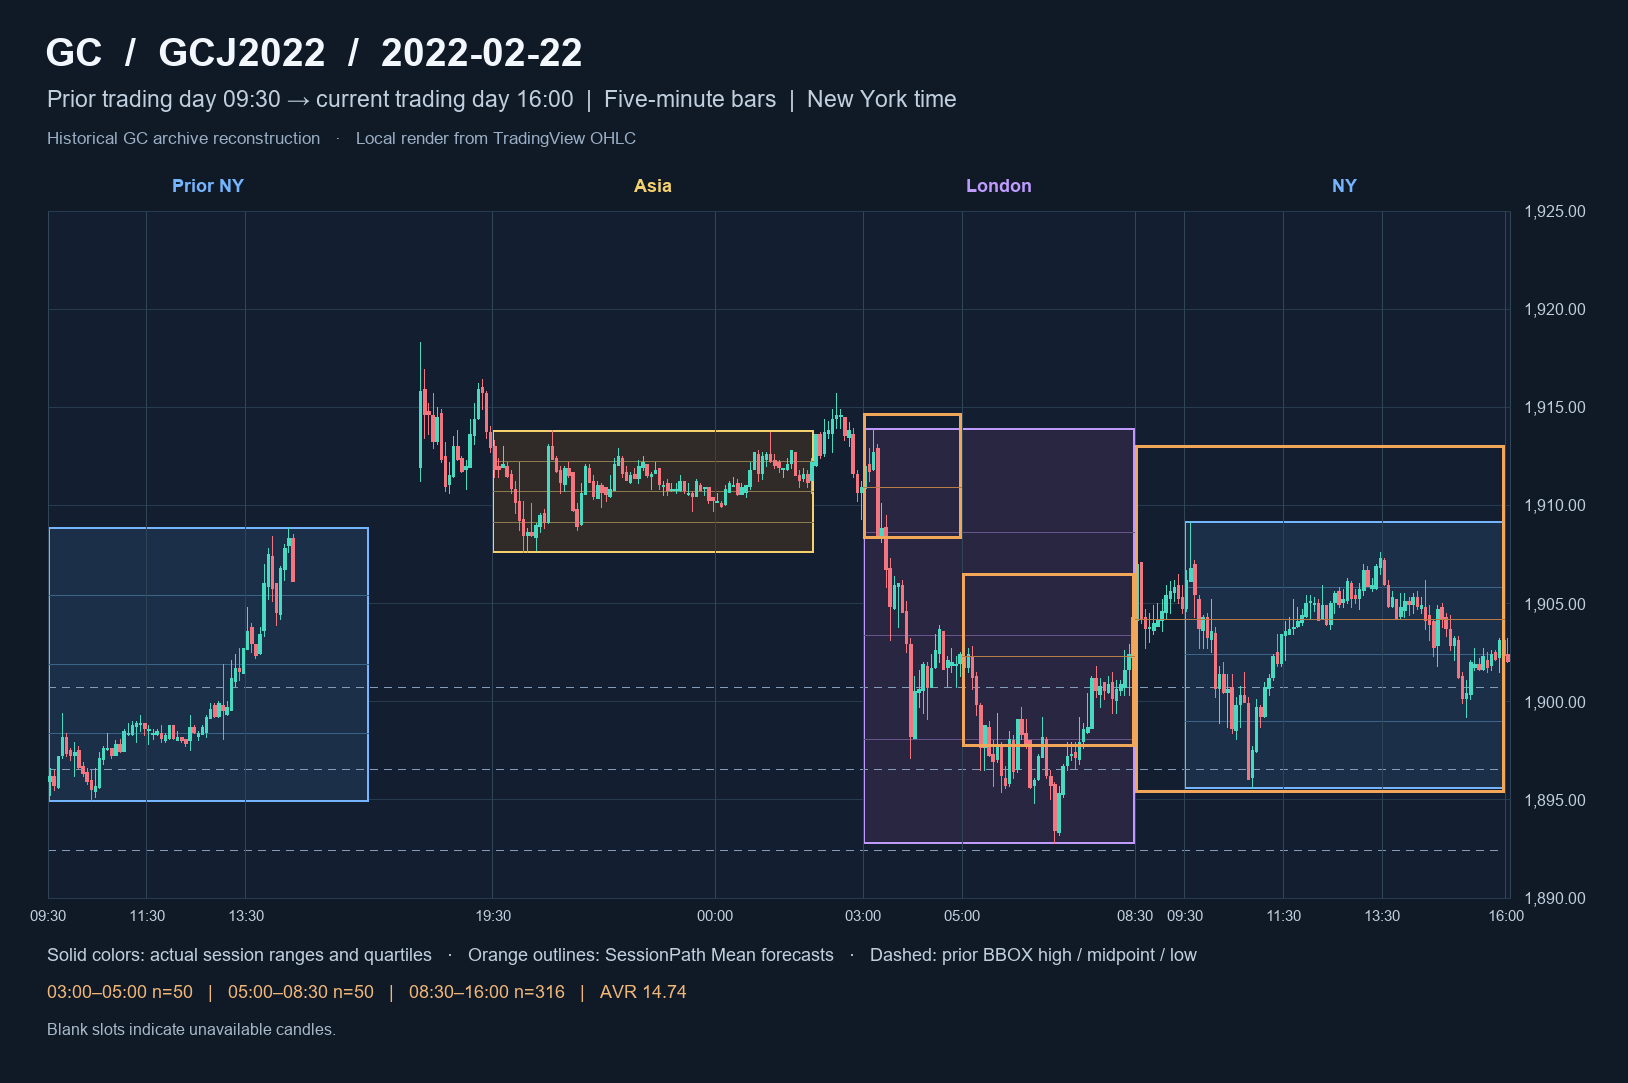 GC / GCJ2022 / 2022-02-22
Prior trading day 09:30 → current trading day 16:00 | Five-minute bars | New York time
Historical GC archive reconstruction · Local render from TradingView OHLC
Prior NY Asia London NY
1,925.00
1,920.00
1,915.00
1,910.00
1,905.00
1,900.00
1,895.00
1,890.00
09:30 11:30 13:30 19:30 00:00 03:00 05:00 08:30 09:30 11:30 13:30 16:00
Solid colors: actual session ranges and quartiles · Orange outlines: SessionPath Mean forecasts · Dashed: prior BBOX high / midpoint / low
03:00–05:00 n=50 | 05:00–08:30 n=50 | 08:30–16:00 n=316 | AVR 14.74
Blank slots indicate unavailable candles.